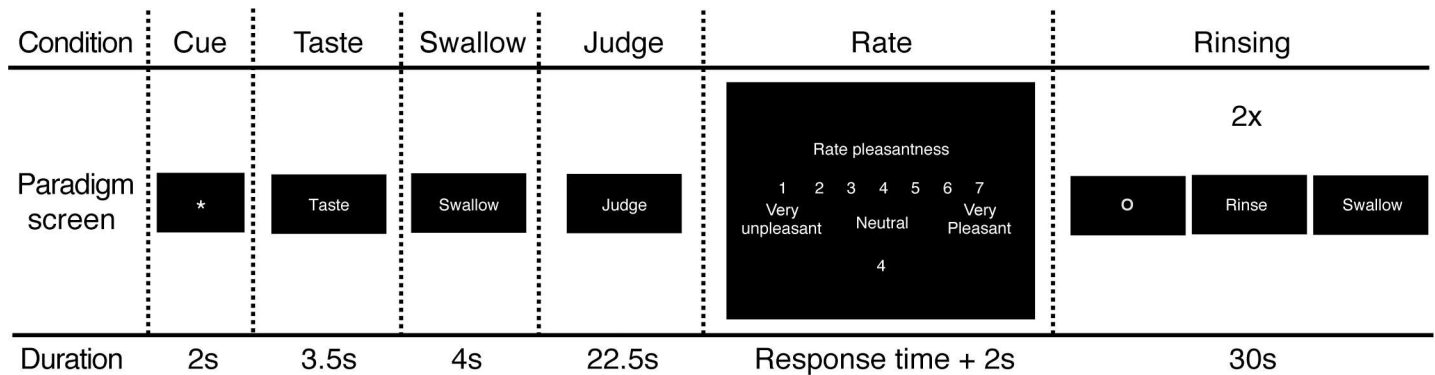 Condition Cue Taste Swallow Judge Rate Rinsing
2x
Rate pleasantness
Paradigm screen
* Taste Swallow Judge
1 2 3 4 5 6 7
Very unpleasant Neutral Very Pleasant
4
O Rinse Swallow
Duration 2s 3.5s 4s 22.5s Response time + 2s 30s